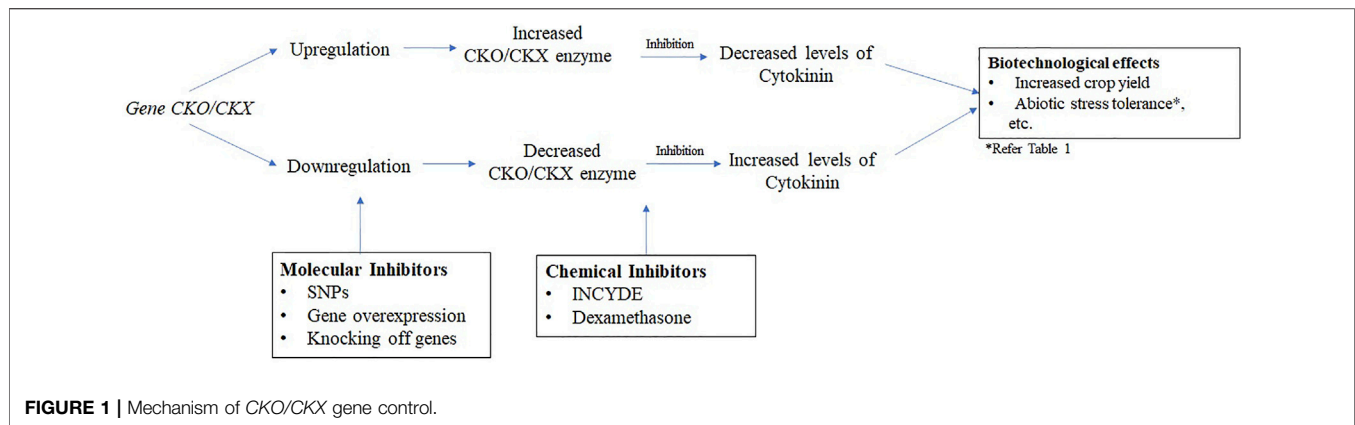 Upregulation
Increased
CKO/CKX enzyme
Inhibition
Decreased levels of
Cytokinin
Gene CKO/CKX
Downregulation
Decreased
CKO/CKX enzyme
Inhibition
Increased levels of
Cytokinin
Biotechnological effects
• Increased crop yield
• Abiotic stress tolerance*,
etc.
*Refer Table 1
Molecular Inhibitors
• SNPs
• Gene overexpression
• Knocking off genes
Chemical Inhibitors
• INCYDE
• Dexamethasone
FIGURE 1 | Mechanism of CKO/CKX gene control.